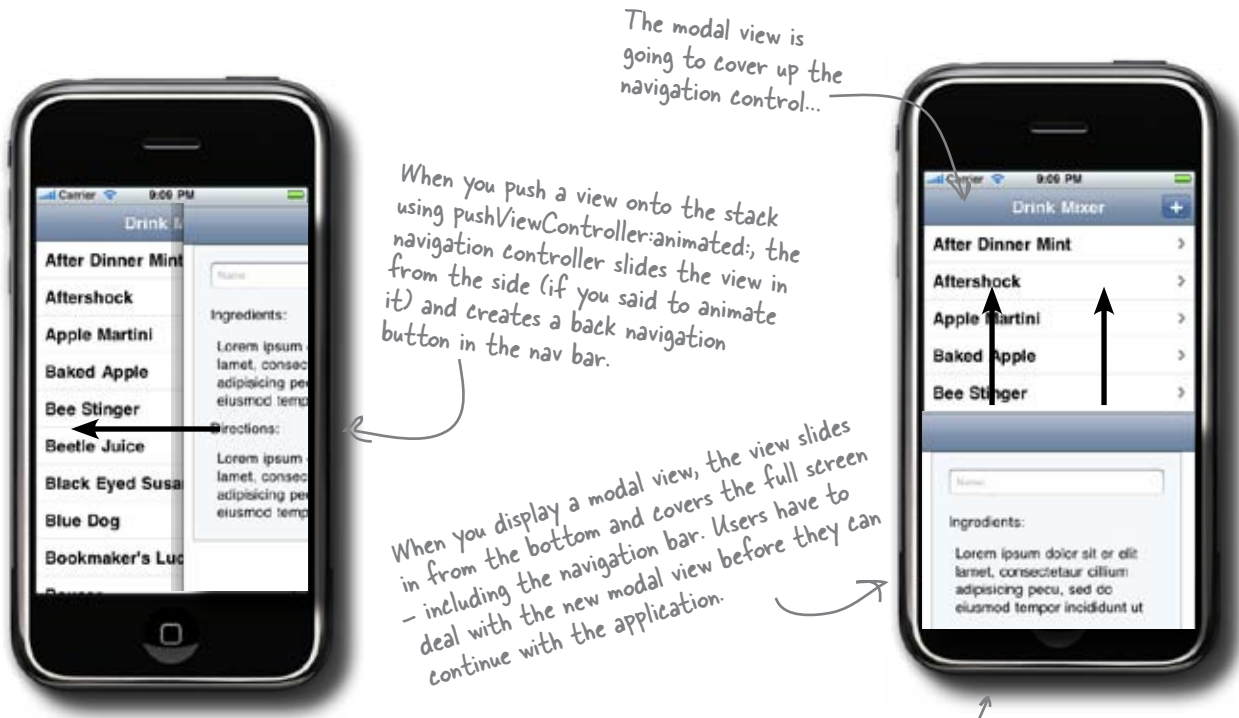 The modal view is
going to cover up the
navigation control...
When you push a view onto the stack
using pushViewController:animated:, the
navigation controller slides the view in
from the side (if you said to animate
it) and creates a back navigation
button in the nav bar.
When you display a modal view, the view slides
in from the bottom and covers the full screen
– including the navigation bar. Users have to
deal with the new modal view before they can
continue with the application.
Carrier 9:09 PM
Drink M
After Dinner Mint
Aftershock
Apple Martini
Baked Apple
Bee Stinger
Beetle Juice
Black Eyed Susa
Blue Dog
Bookmaker's Luc
Name
Ingredients:
Lorem ipsum
lamet, consec
adipisicing pec
eiusmod temp
Directions:
Lorem ipsum
lamet, consec
adipisicing pec
eiusmod temp
Carrier 9:09 PM
Drink Mixer +
After Dinner Mint
Aftershock
Apple Martini
Baked Apple
Bee Stinger
Name
Ingredients:
Lorem ipsum dolor sit er elit
lamet, consectetaur cillium
adipisicing pecu, sed do
eiusmod tempor incididunt ut